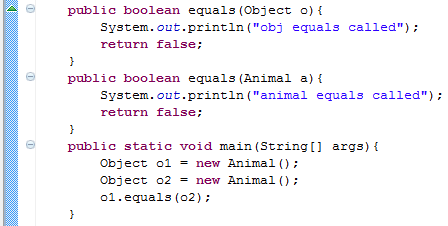 public boolean equals(Object o){
System.out.println("obj equals called");
return false;
}
public boolean equals(Animal a){
System.out.println("animal equals called");
return false;
}
public static void main(String[] args){
Object o1 = new Animal();
Object o2 = new Animal();
o1.equals(o2);
}